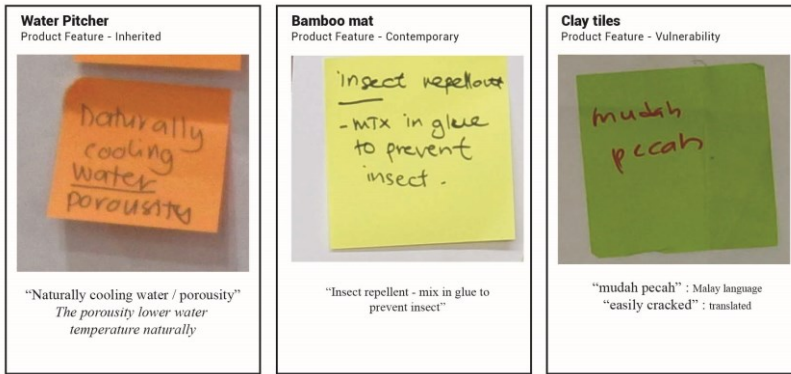 Water Pitcher
Product Feature - Inherited
Naturally
cooling
water
porousity
"Naturally cooling water / porousity"
The porosity lower water
temperature naturally
Bamboo mat
Product Feature - Contemporary
insect repellant
- mix in glue
to prevent
insect.
"Insect repellent - mix in glue to
prevent insect"
Clay tiles
Product Feature - Vulnerability
mudah
pecah
"mudah pecah" : Malay language
"easily cracked" : translated